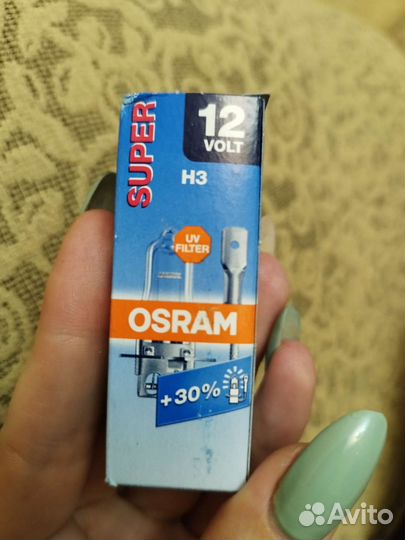 SUPER
12
VOLT
H3
UV
FILTER
OSRAM
+30%
Avito